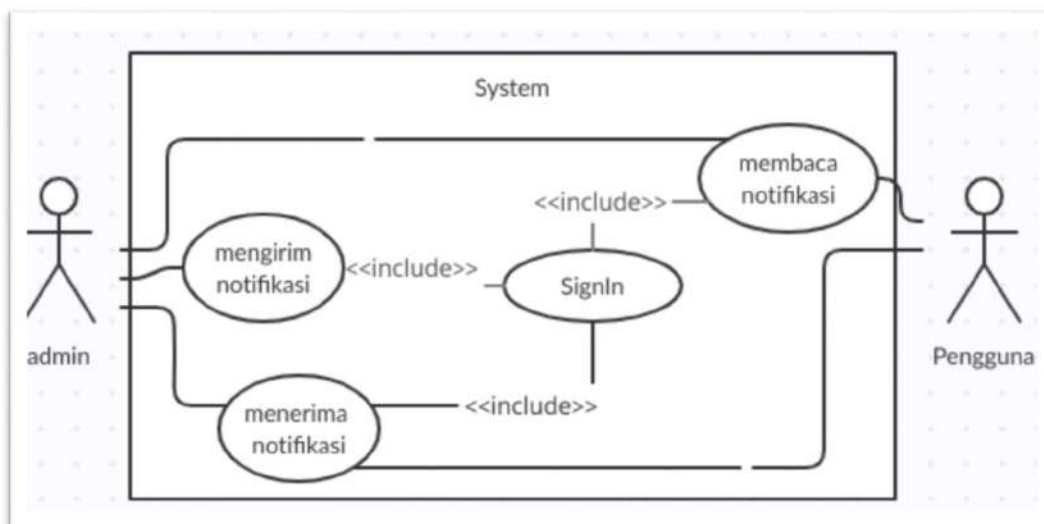 System
membaca
notifikasi
<<include>>
mengirim
notifikasi
<<include>>
SignIn
admin
Pengguna
menerima
notifikasi
<<include>>